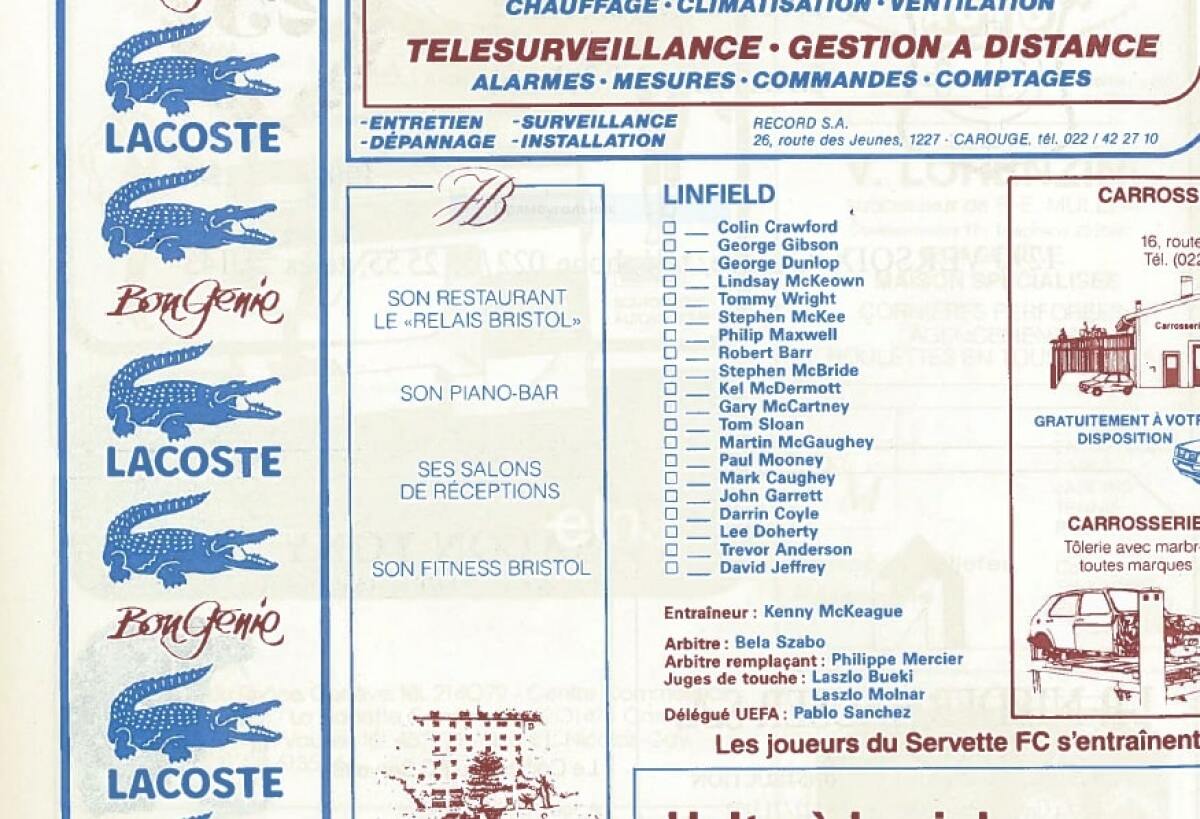 CHAUFFAGE • CLIMATISATION • VENTILATION
TELESURVEILLANCE • GESTION A DISTANCE
ALARMES • MESURES • COMMANDES • COMPTAGES
-ENTRETIEN -SURVEILLANCE
-DÉPANNAGE -INSTALLATION
RECORD S.A.
26, route des Jeunes, 1227 - CAROUGE, tél. 022 / 42 27 10
LACOSTE
Bon Génie
LACOSTE
Bon Génie
LACOSTE
SON RESTAURANT
LE «RELAIS BRISTOL»
SON PIANO-BAR
SES SALONS
DE RÉCEPTIONS
SON FITNESS BRISTOL
LINFIELD
Colin Crawford
George Gibson
George Dunlop
Lindsay McKeown
Tommy Wright
Stephen McKee
Philip Maxwell
Robert Barr
Stephen McBride
Kel McDermott
Gary McCartney
Tom Sloan
Martin McGaughey
Paul Mooney
Mark Caughey
John Garrett
Darrin Coyle
Lee Doherty
Trevor Anderson
David Jeffrey
Entraîneur : Kenny McKeague
Arbitre : Bela Szabo
Arbitre remplaçant : Philippe Mercier
Juges de touche : Laszlo Bueki
Laszlo Molnar
Délégué UEFA : Pablo Sanchez
Les joueurs du Servette FC s'entraînent
CARROSS
16, route
Tél. (022
Carrosseri
GRATUITEMENT À VOTR
DISPOSITION
CARROSSERIE
Tôlerie avec marbr
toutes marques